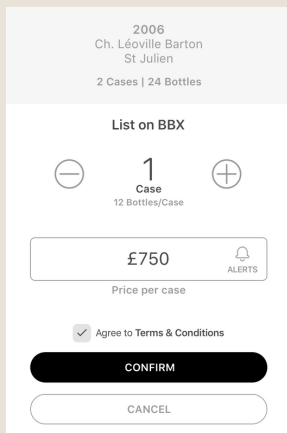 2006
Ch. Léoville Barton
St Julien
2 Cases | 24 Bottles
List on BBX
1
Case
12 Bottles/Case
£750
ALERTS
Price per case
Agree to Terms & Conditions
CONFIRM
CANCEL